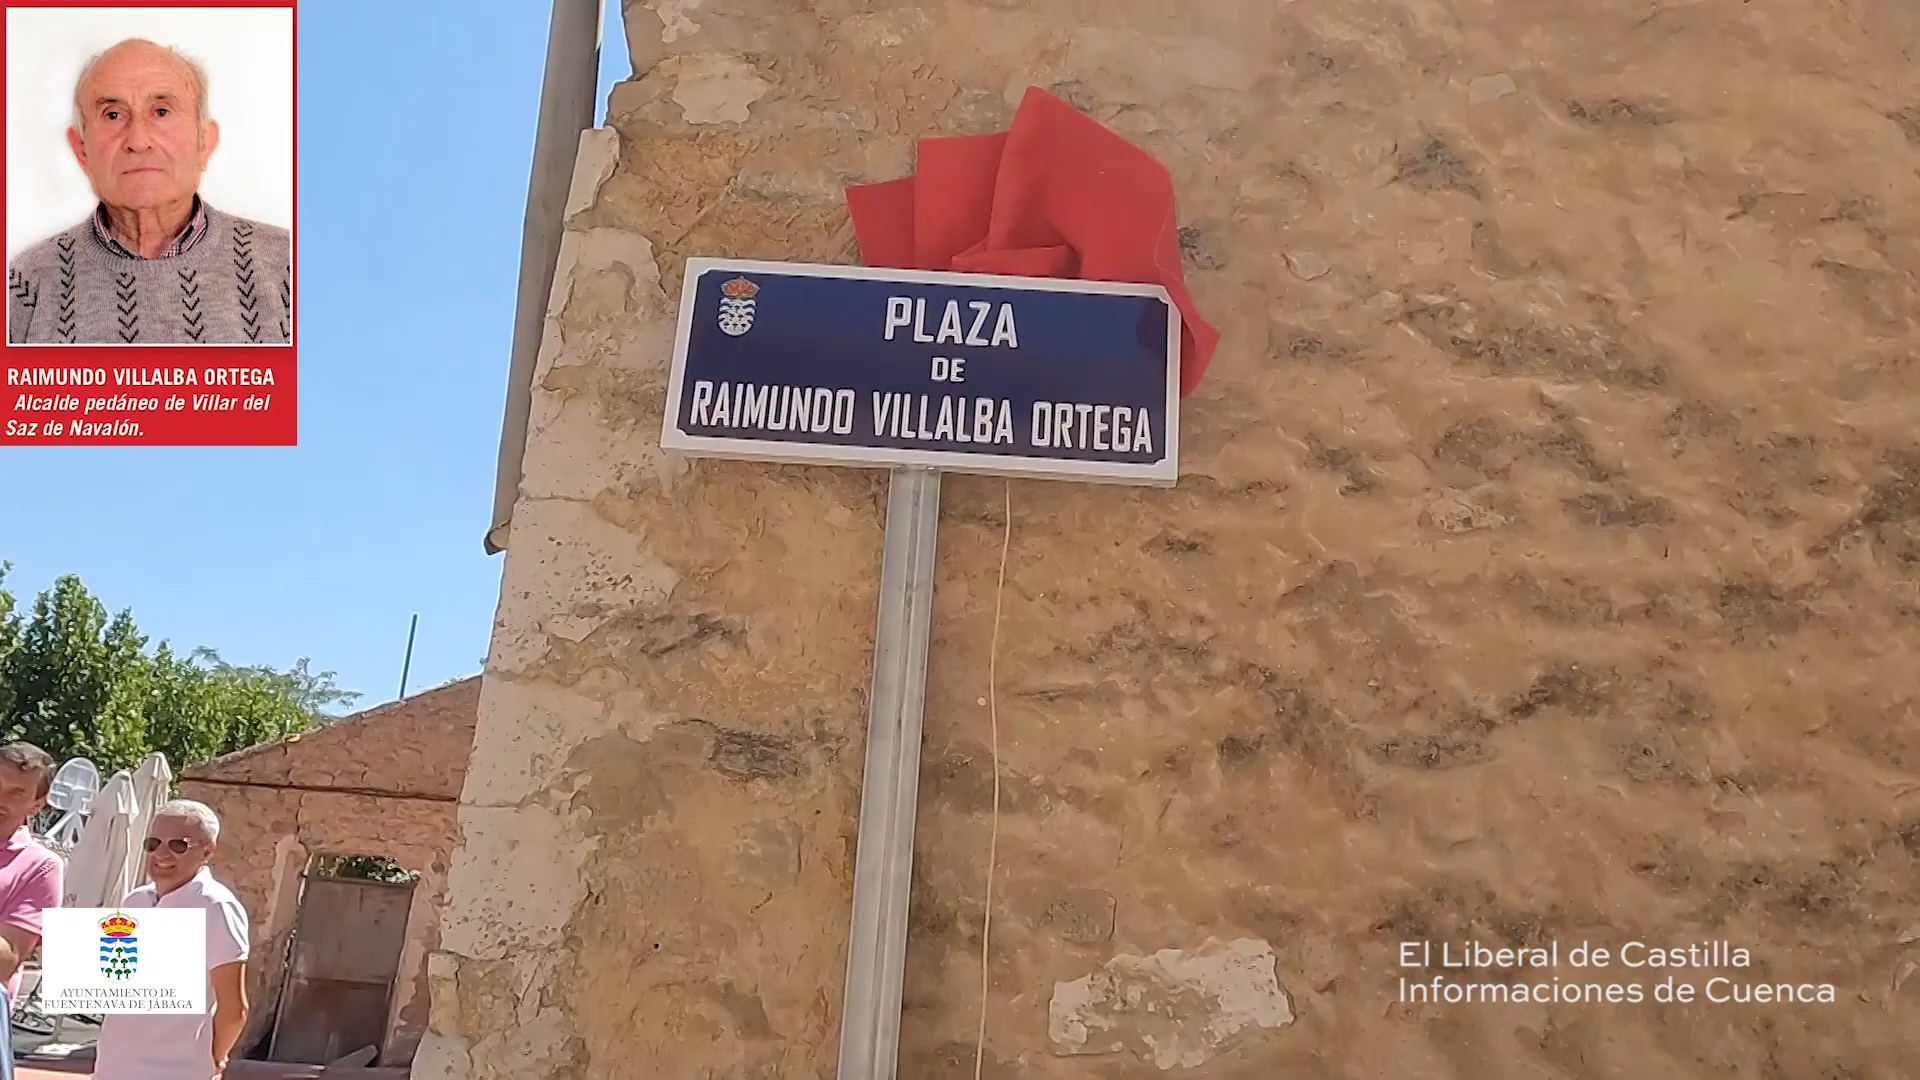 RAIMUNDO VILLALBA ORTEGA
Alcalde pedáneo de Villar del
Saz de Navalón.
PLAZA
DE
RAIMUNDO VILLALBA ORTEGA
AYUNTAMIENTO DE
FUENTENAVA DE JÁBAGA
El Liberal de Castilla
Informaciones de Cuenca